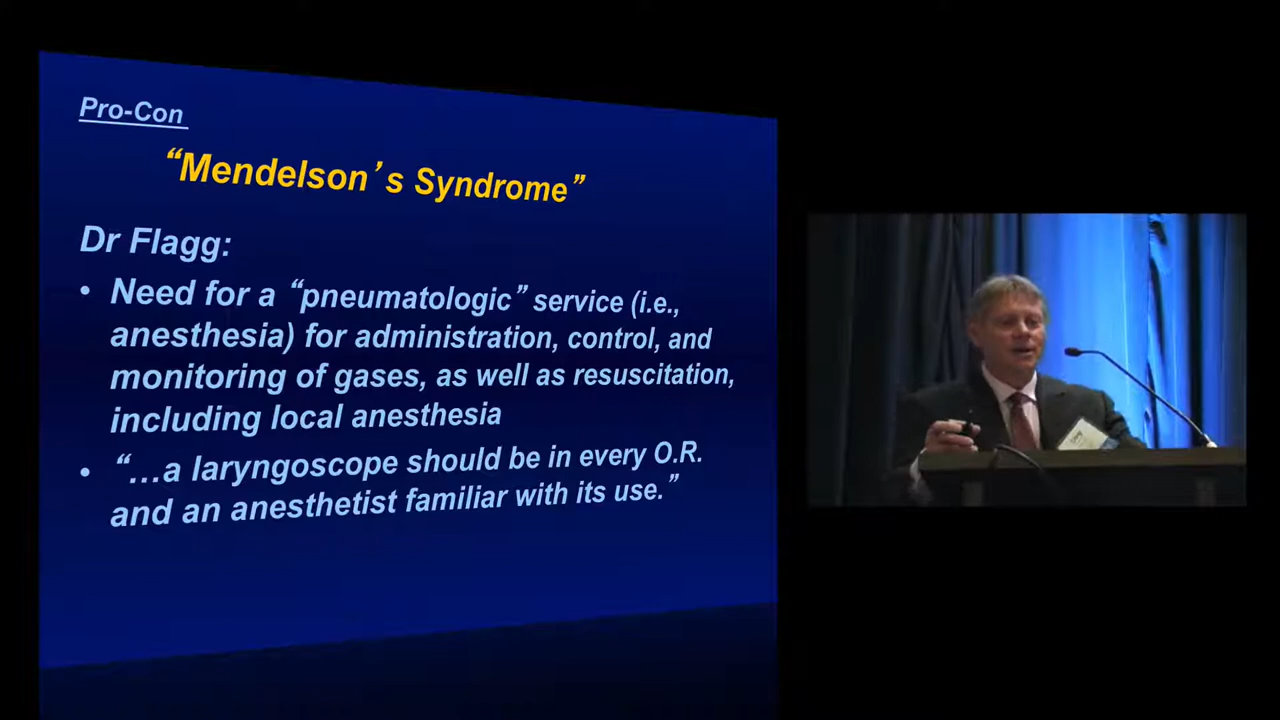 Pro-Con
“Mendelson’s Syndrome”
Dr Flagg:
• Need for a “pneumatologic” service (i.e.,
anesthesia) for administration, control, and
monitoring of gases, as well as resuscitation,
including local anesthesia
• “…a laryngoscope should be in every O.R.
and an anesthetist familiar with its use.”